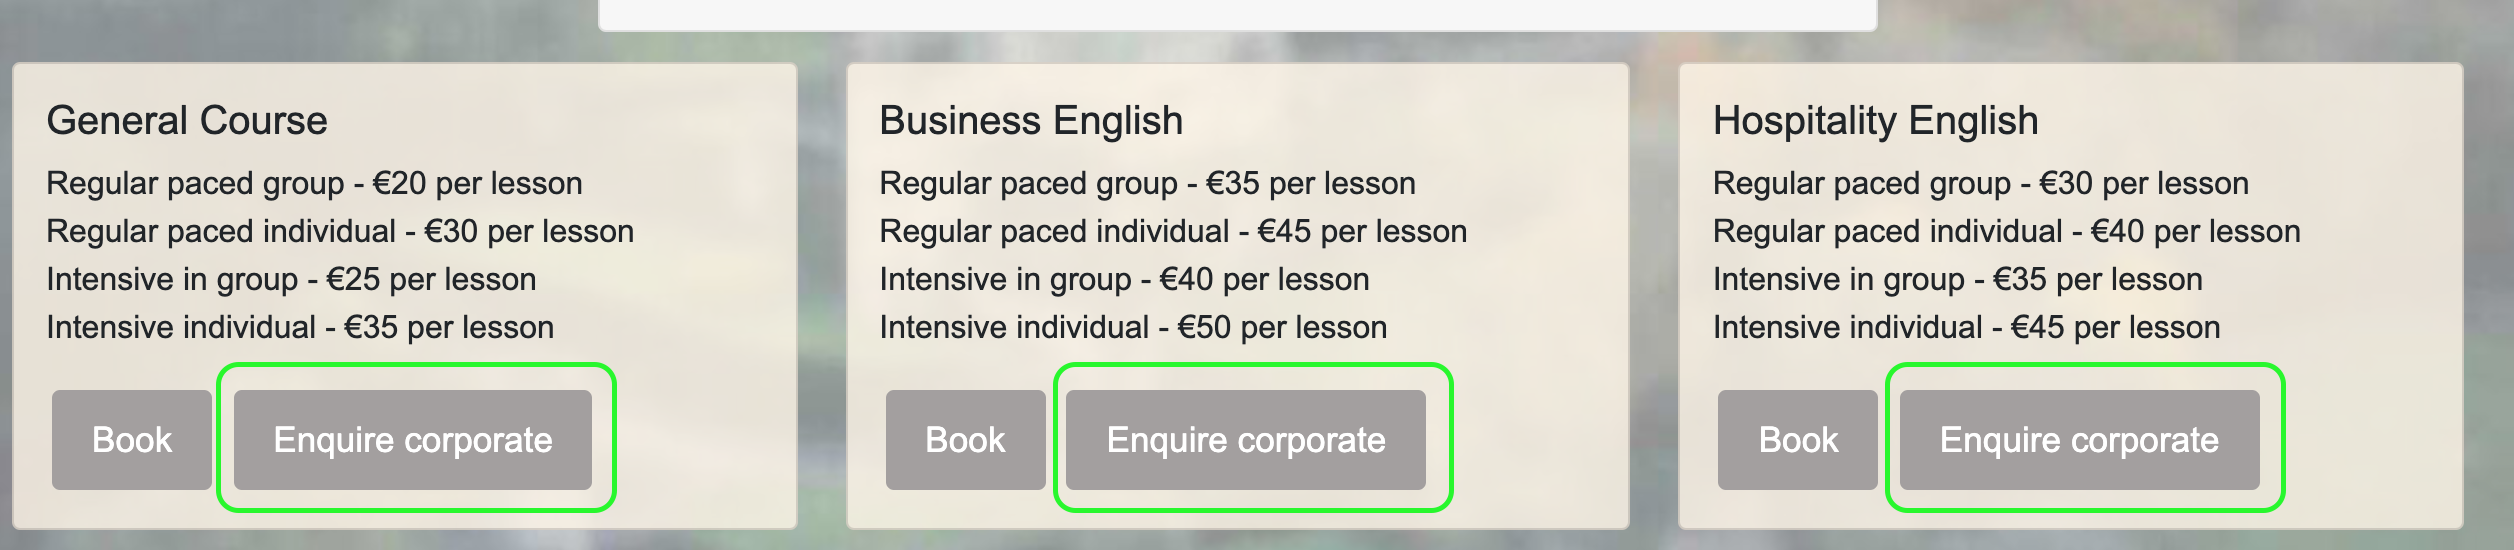 General Course
Regular paced group - €20 per lesson
Regular paced individual - €30 per lesson
Intensive in group - €25 per lesson
Intensive individual - €35 per lesson
Book
Enquire corporate
Business English
Regular paced group - €35 per lesson
Regular paced individual - €45 per lesson
Intensive in group - €40 per lesson
Intensive individual - €50 per lesson
Book
Enquire corporate
Hospitality English
Regular paced group - €30 per lesson
Regular paced individual - €40 per lesson
Intensive in group - €35 per lesson
Intensive individual - €45 per lesson
Book
Enquire corporate